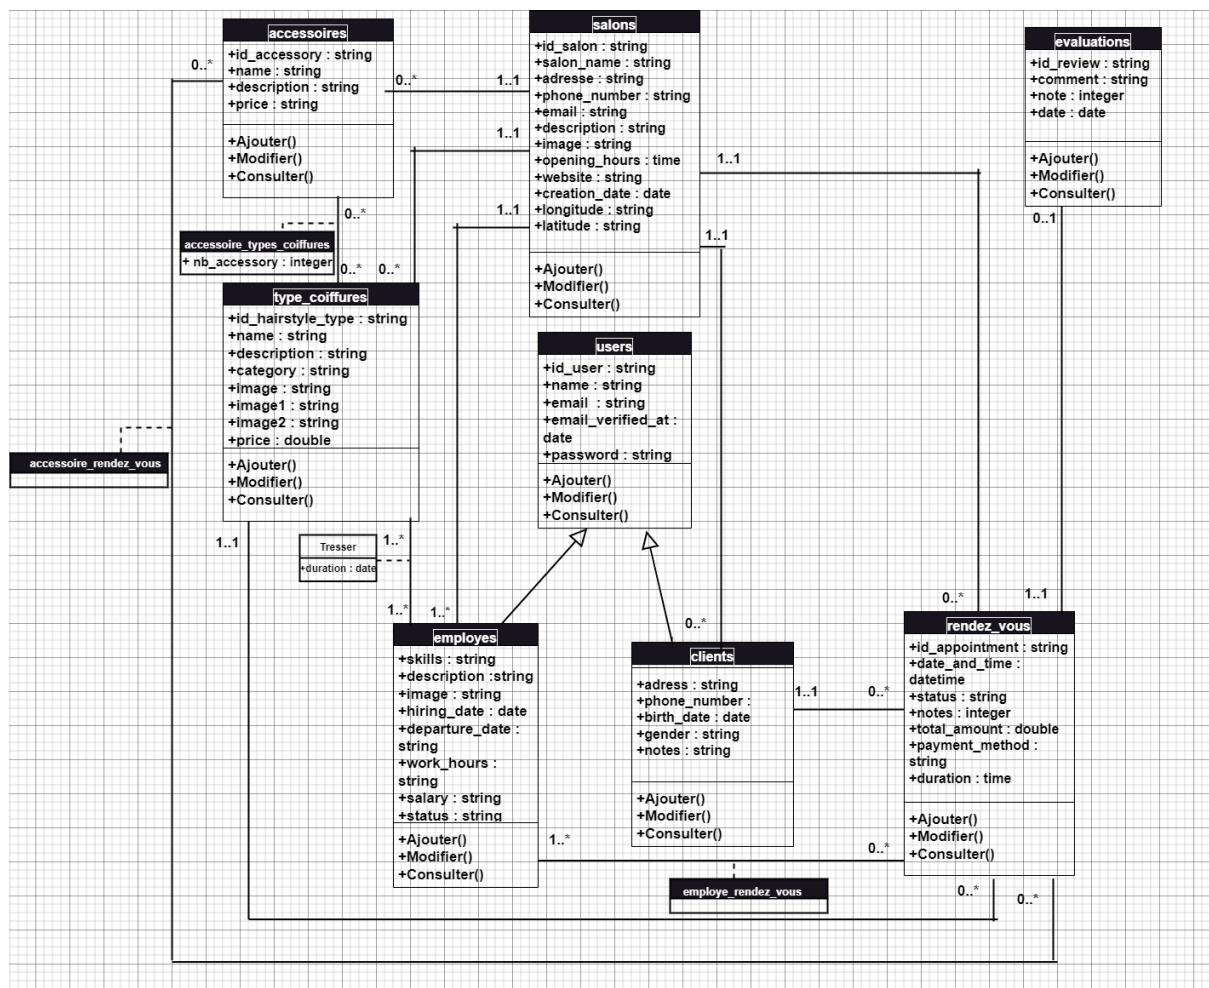 accessoires
+id_accessory : string
+name : string
+description : string
+price : string
+Ajouter()
+Modifier()
+Consulter()
0..*
0..*
1..1
salons
+id_salon : string
+salon_name : string
+adresse : string
+phone_number : string
+email : string
+description : string
+image : string
+opening_hours : time
+website : string
+creation_date : date
+longitude : string
+latitude : string
+Ajouter()
+Modifier()
+Consulter()
1..1
1..1
1..1
1..1
evaluations
+id_review : string
+comment : string
+note : integer
+date : date
+Ajouter()
+Modifier()
+Consulter()
0..1
0..*
accessoire_types_coiffures
+ nb_accessory : integer
0..*
0..*
type_coiffures
+id_hairstyle_type : string
+name : string
+description : string
+category : string
+image : string
+image1 : string
+image2 : string
+price : double
+Ajouter()
+Modifier()
+Consulter()
users
+id_user : string
+name : string
+email  : string
+email_verified_at :
date
+password : string
+Ajouter()
+Modifier()
+Consulter()
accessoire_rendez_vous
1..1
Tresser
+duration : date
1..*
1..*
1..*
0..*
0..*
1..1
employes
+skills : string
+description :string
+image : string
+hiring_date : date
+departure_date :
string
+work_hours :
string
+salary : string
+status : string
+Ajouter()
+Modifier()
+Consulter()
clients
+adress : string
+phone_number :
+birth_date : date
+gender : string
+notes : string
+Ajouter()
+Modifier()
+Consulter()
1..1
0..*
rendez_vous
+id_appointment : string
+date_and_time :
datetime
+status : string
+notes : integer
+total_amount : double
+payment_method :
string
+duration : time
+Ajouter()
+Modifier()
+Consulter()
1..*
0..*
employe_rendez_vous
0..*
0..*